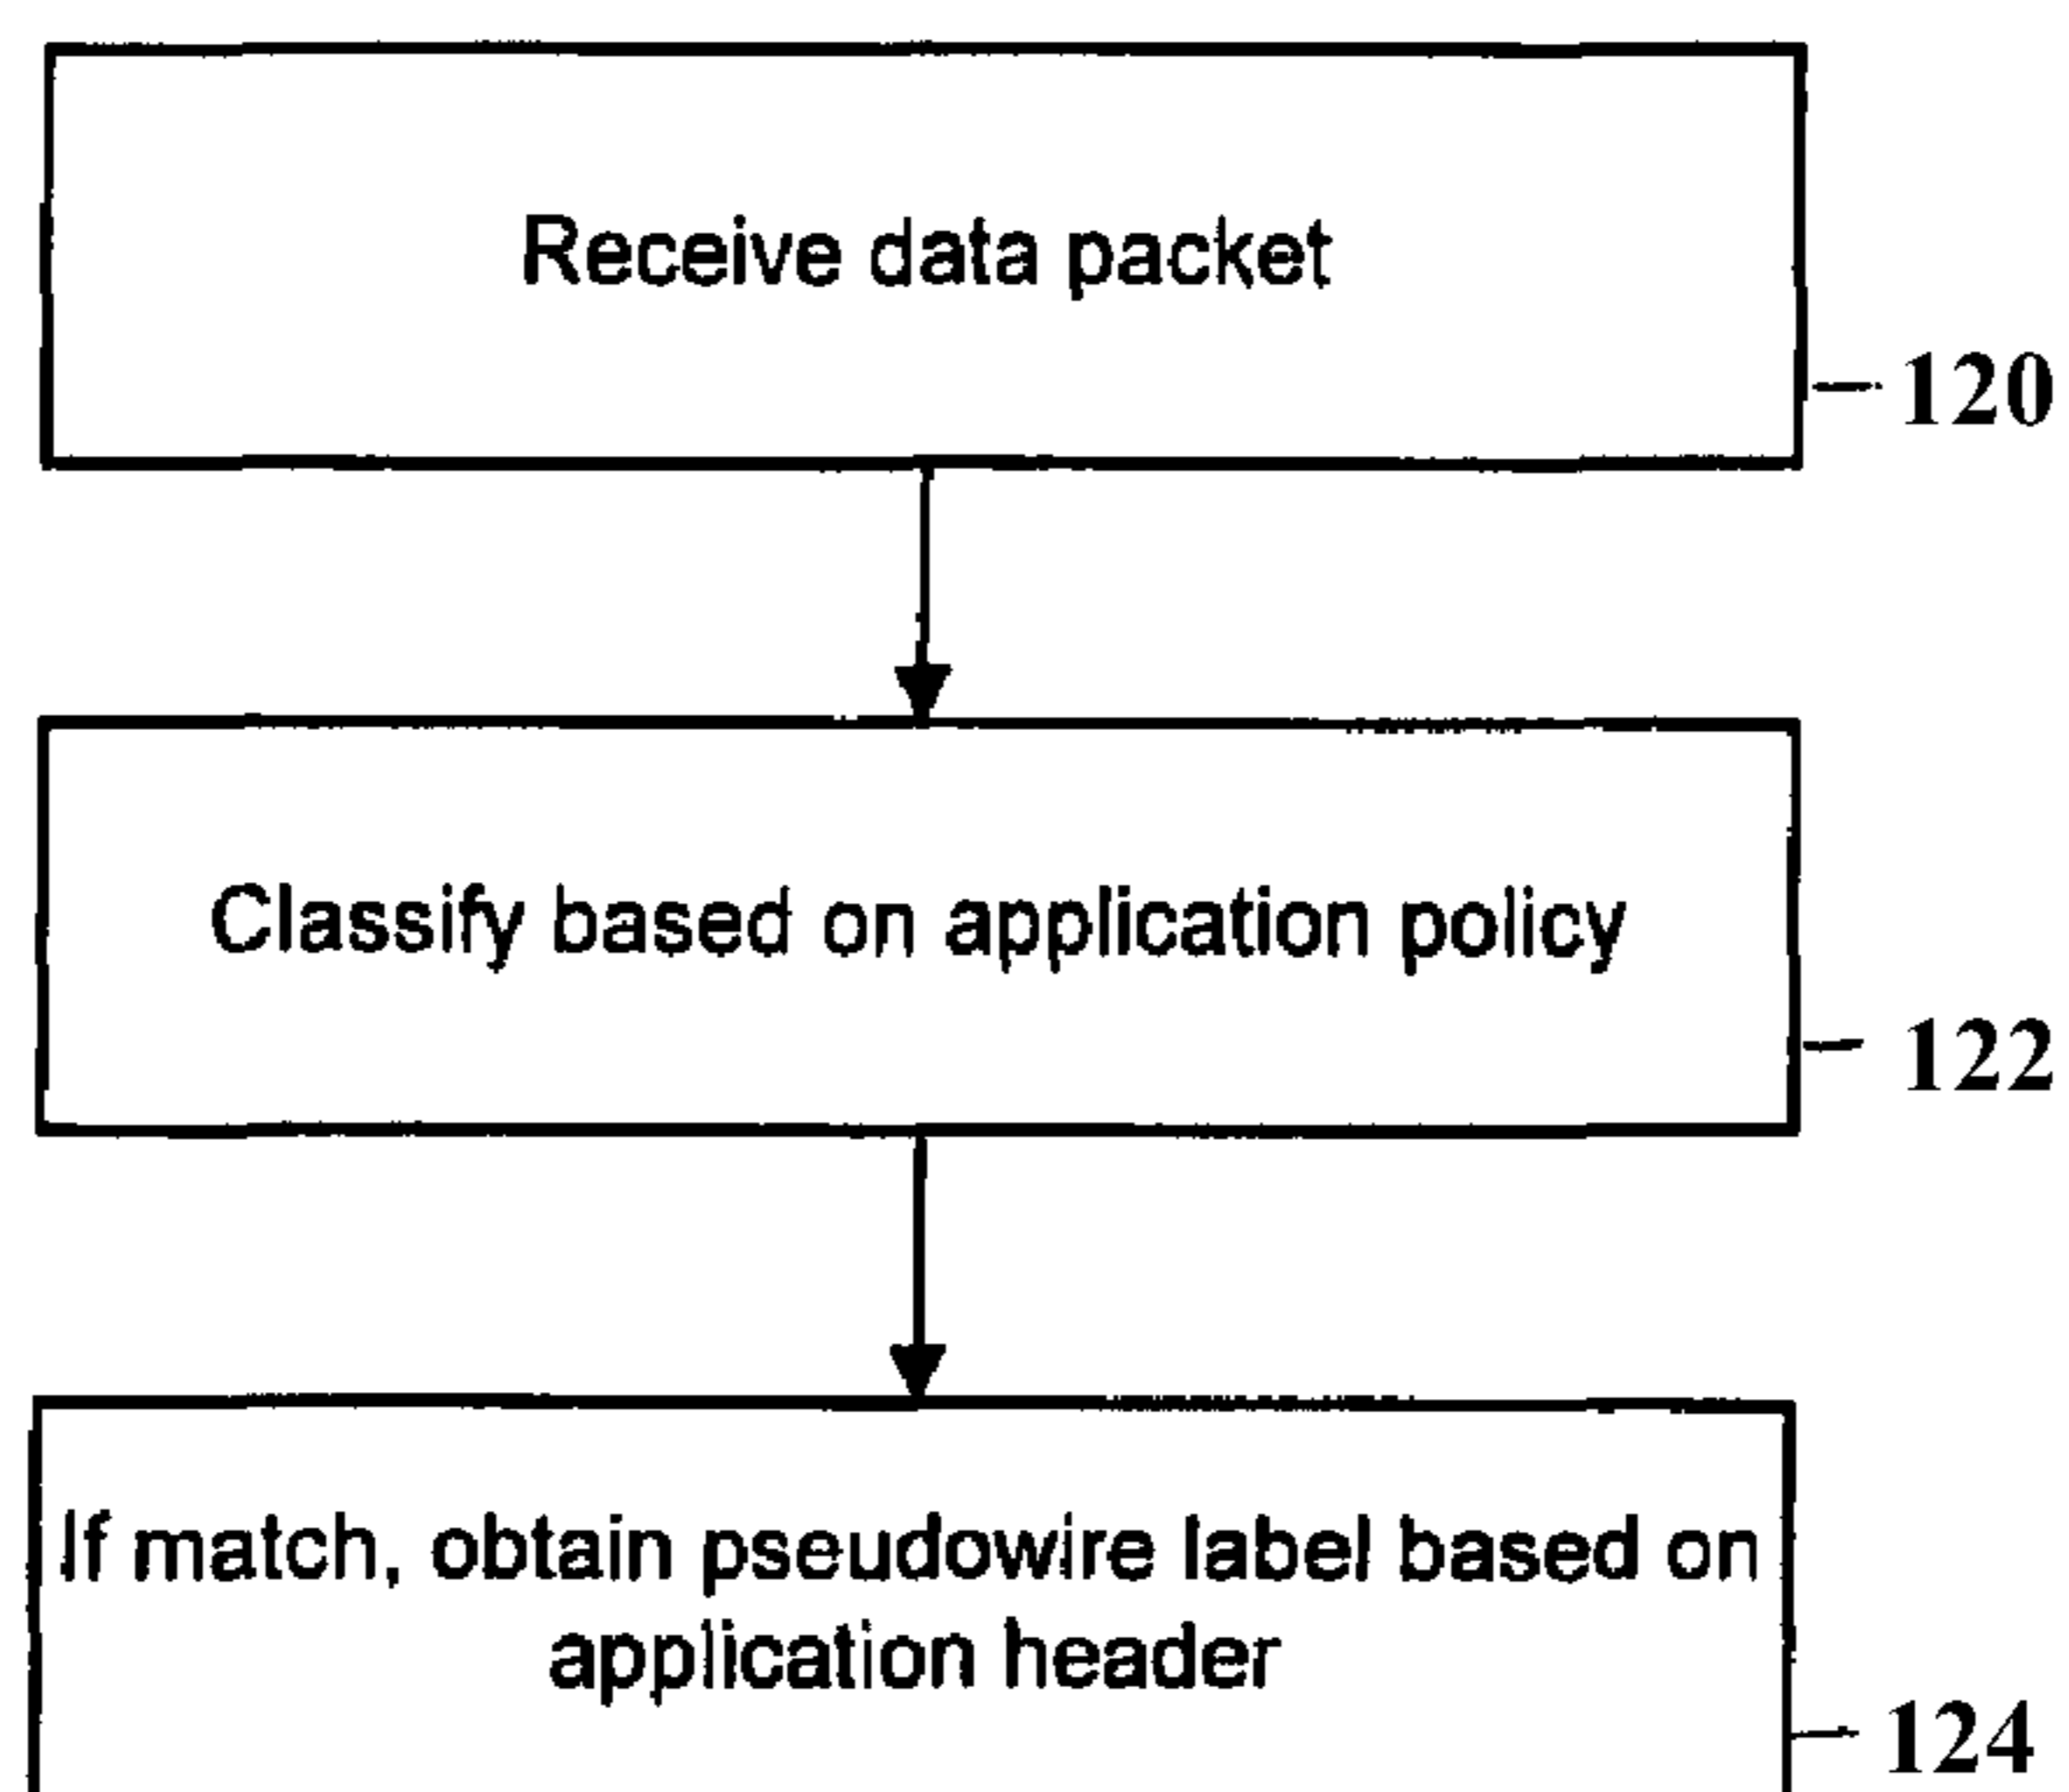 Receive data packet
120
Classify based on application policy
122
If match, obtain pseudowire label based on
application header
124